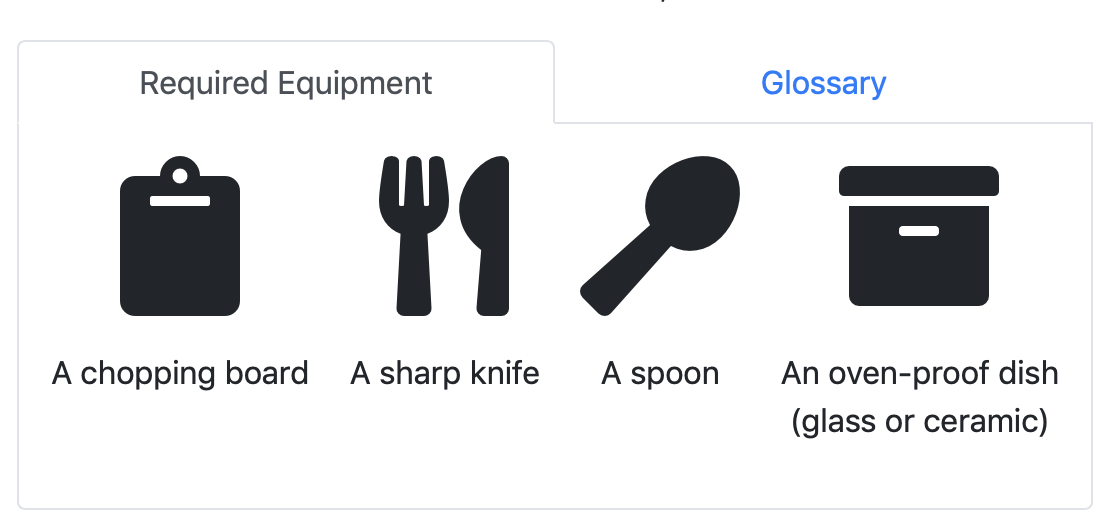 Required Equipment
Glossary
A chopping board
A sharp knife
A spoon
An oven-proof dish
(glass or ceramic)